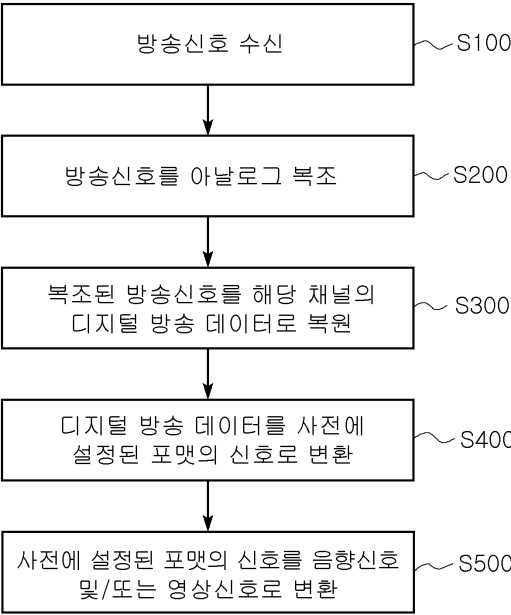 방송신호 수신
S100
방송신호를 아날로그 복조
S200
복조된 방송신호를 해당 채널의
디지털 방송 데이터로 복원
S300
디지털 방송 데이터를 사전에
설정된 포맷의 신호로 변환
S400
사전에 설정된 포맷의 신호를 음향신호
및/또는 영상신호로 변환
S500